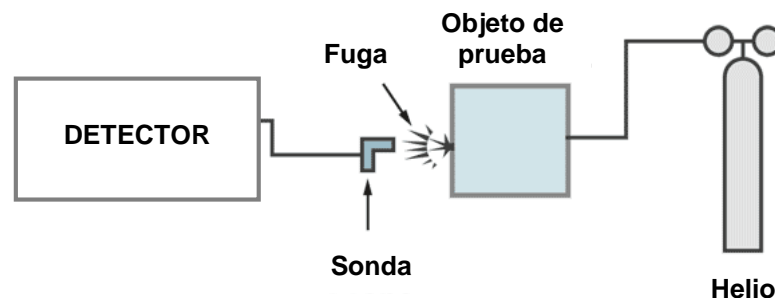 Objeto de
prueba
Fuga
DETECTOR
Sonda
Helio